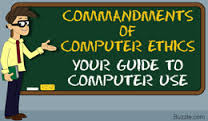 COMMANDMENTS
OF
COMPUTER ETHICS
YOUR GUIDE TO
COMPUTER USE
Buzzle.com